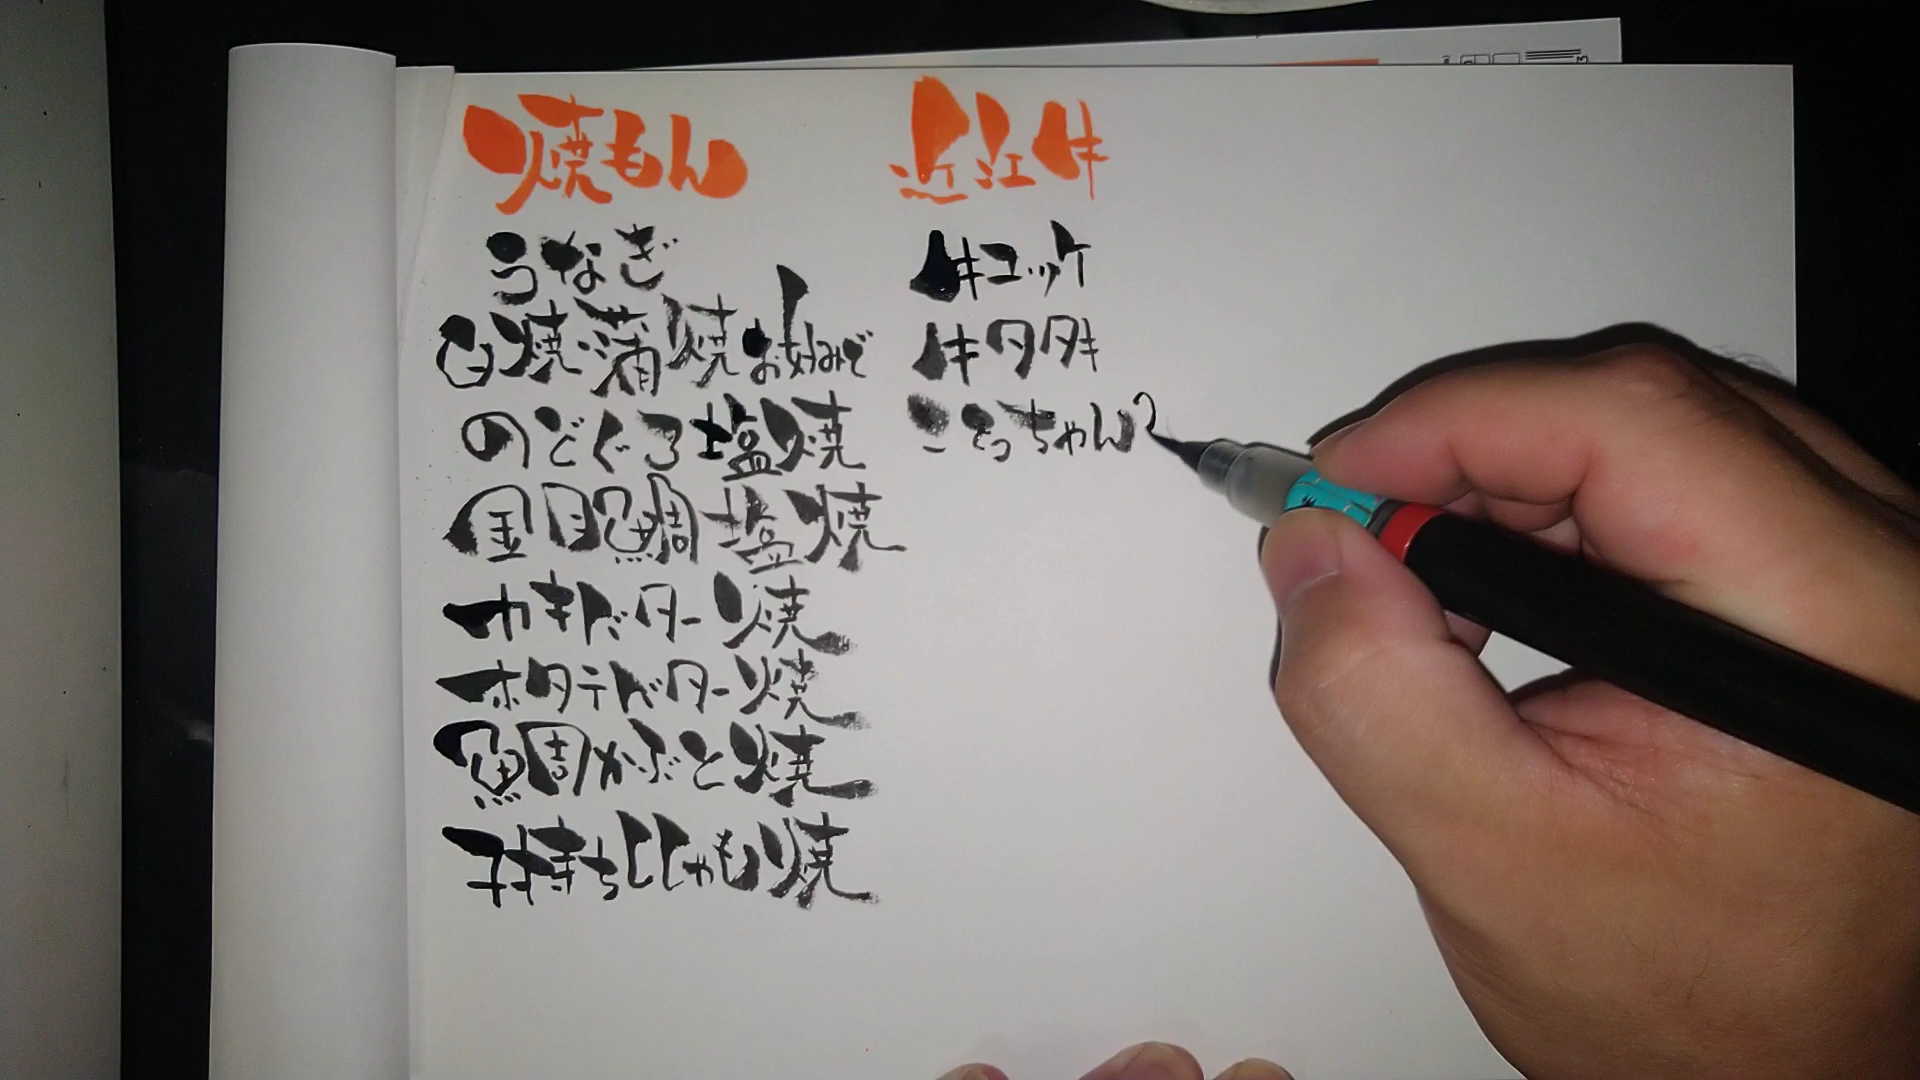 焼もん
うなぎ
白焼・蒲焼お好みで
のどぐろ塩焼
金目鯛塩焼
カキバター焼
ホタテバター焼
鯛かぶと焼
子持ちししゃも焼
近江牛
牛ユッケ
牛タタキ
こてっちゃん